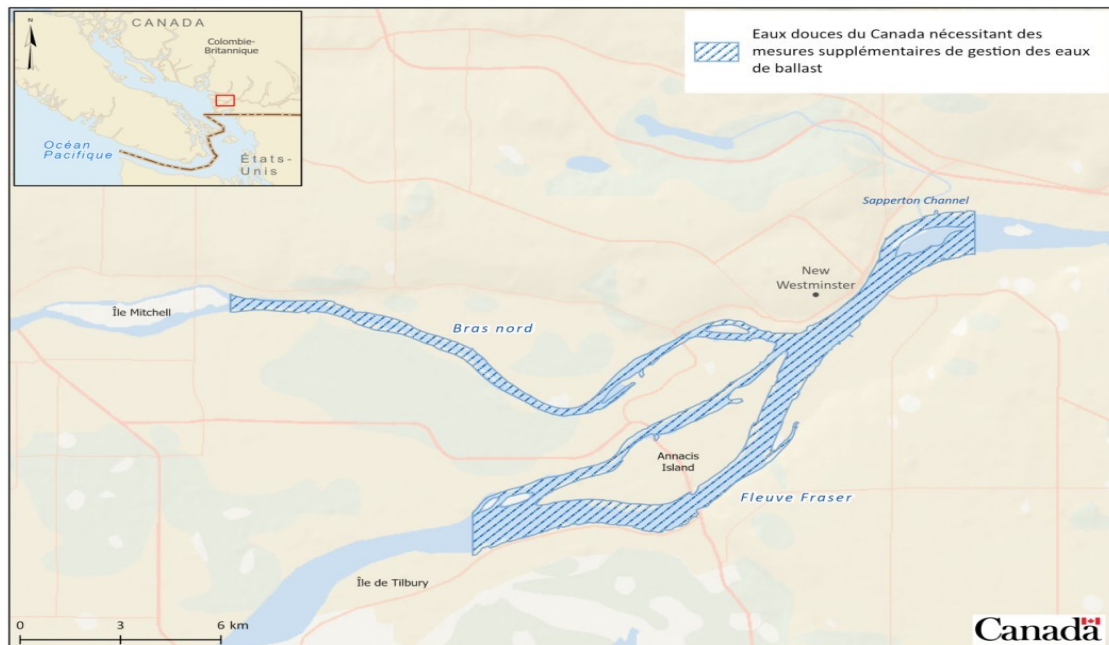 N
CANADA
Colombie-
Britannique
Océan
Pacifique
États-
Unis
Eaux douces du Canada nécessitant des
mesures supplémentaires de gestion des eaux
de ballast
Sapperton Channel
New
Westminster
Île Mitchell
Bras nord
Annacis
Island
Fleuve Fraser
Île de Tilbury
0 3 6 km
Canada